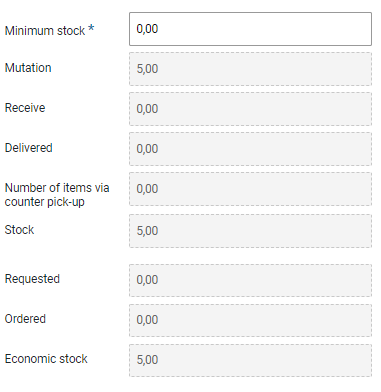 Minimum stock * 0,00
Mutation 5,00
Receive 0,00
Delivered 0,00
Number of items via
counter pick-up 0,00
Stock 5,00
Requested 0,00
Ordered 0,00
Economic stock 5,00